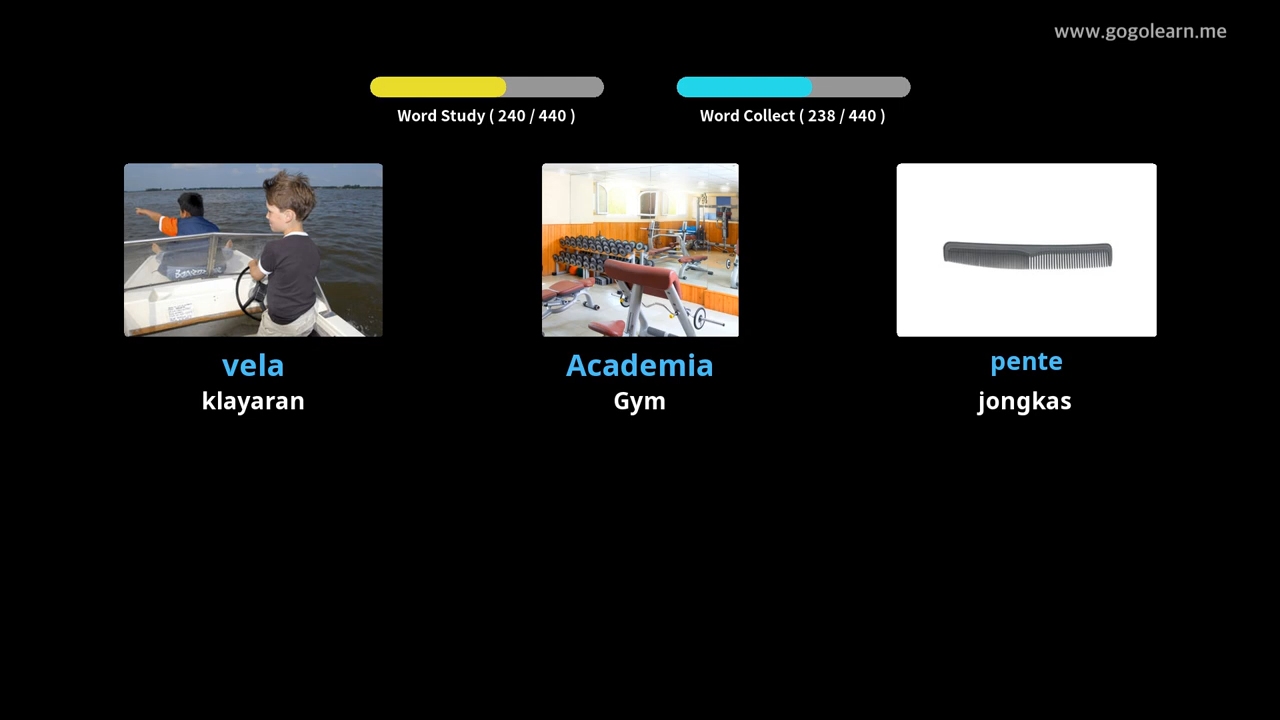 www.gogolearn.me
Word Study ( 240 / 440 )
Word Collect ( 238 / 440 )
vela
klayaran
Academia
Gym
pente
jongkas